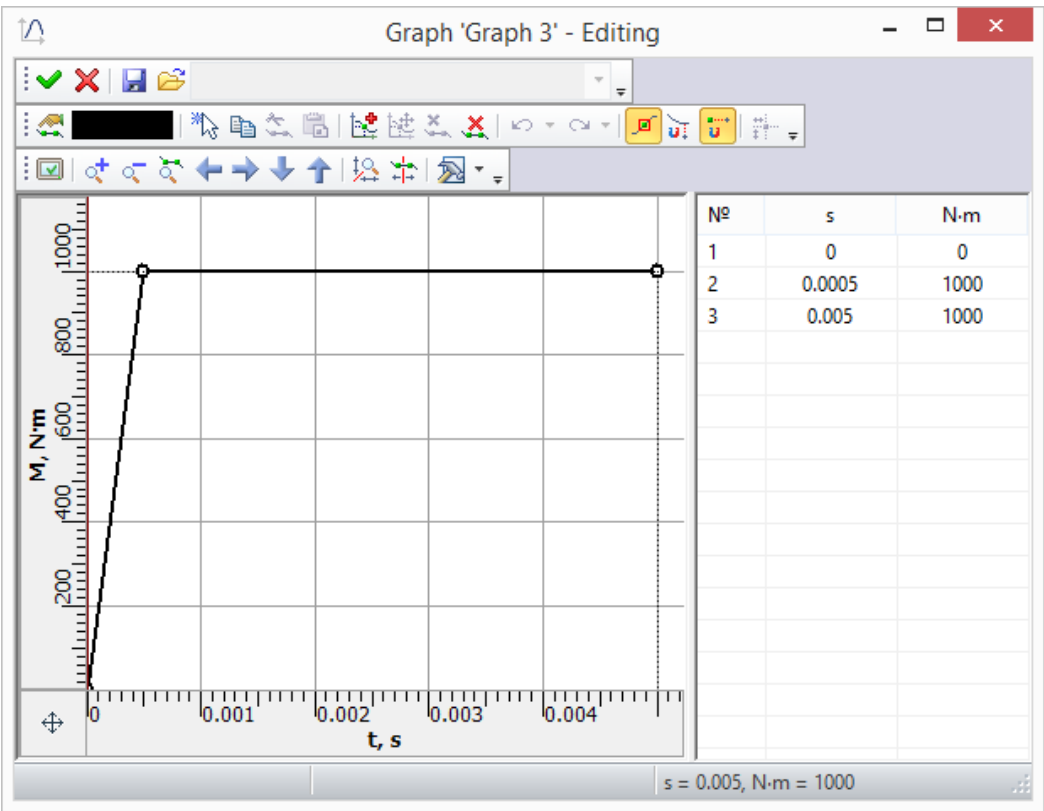 Graph 'Graph 3' - Editing
Nº s N·m
1 0 0
2 0.0005 1000
3 0.005 1000
1000
800
600
400
200
M, N·m
0 0.001 0.002 0.003 0.004
t, s
s = 0.005, N·m = 1000